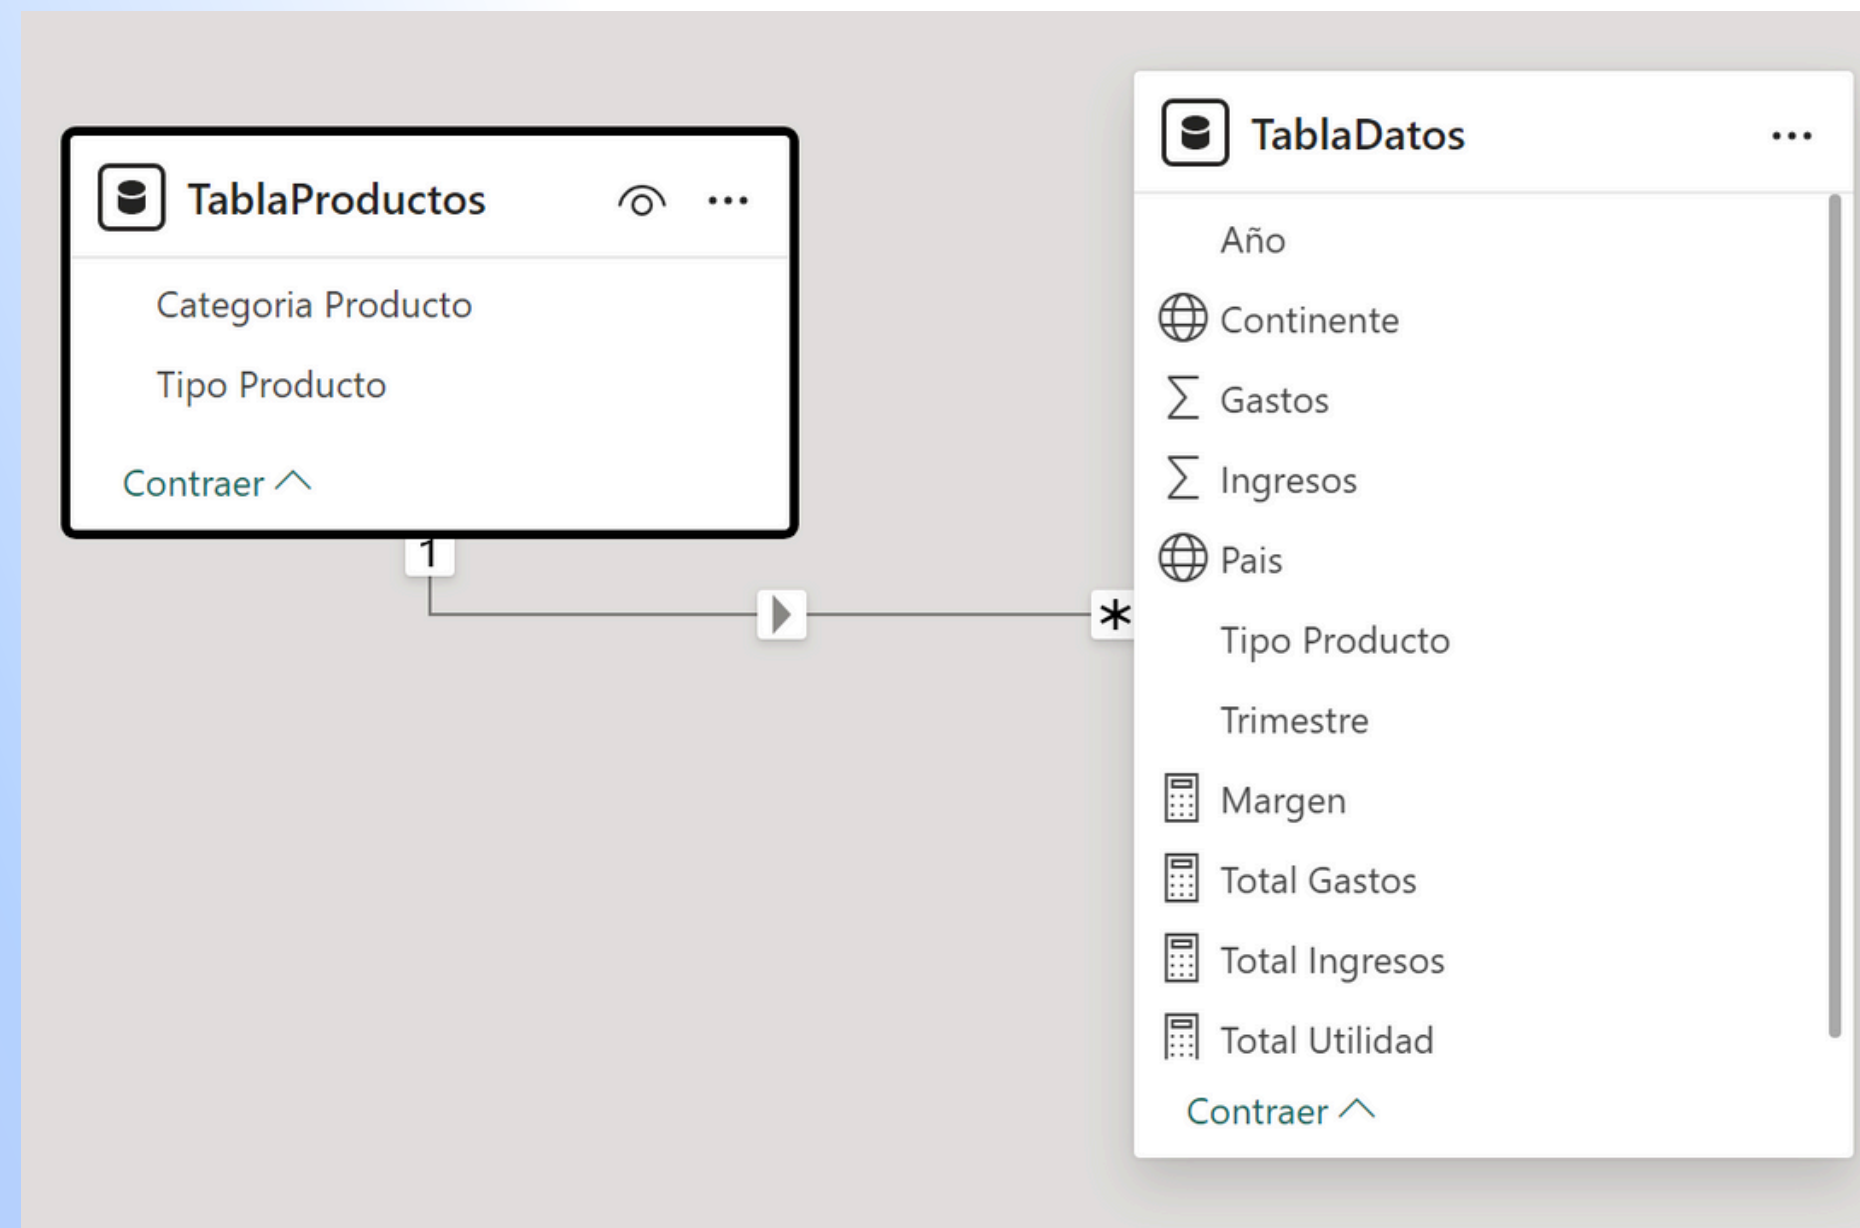 TablaProductos
Categoria Producto
Tipo Producto
Contraer
1
*
TablaDatos
Año
Continente
Gastos
Ingresos
Pais
Tipo Producto
Trimestre
Margen
Total Gastos
Total Ingresos
Total Utilidad
Contraer